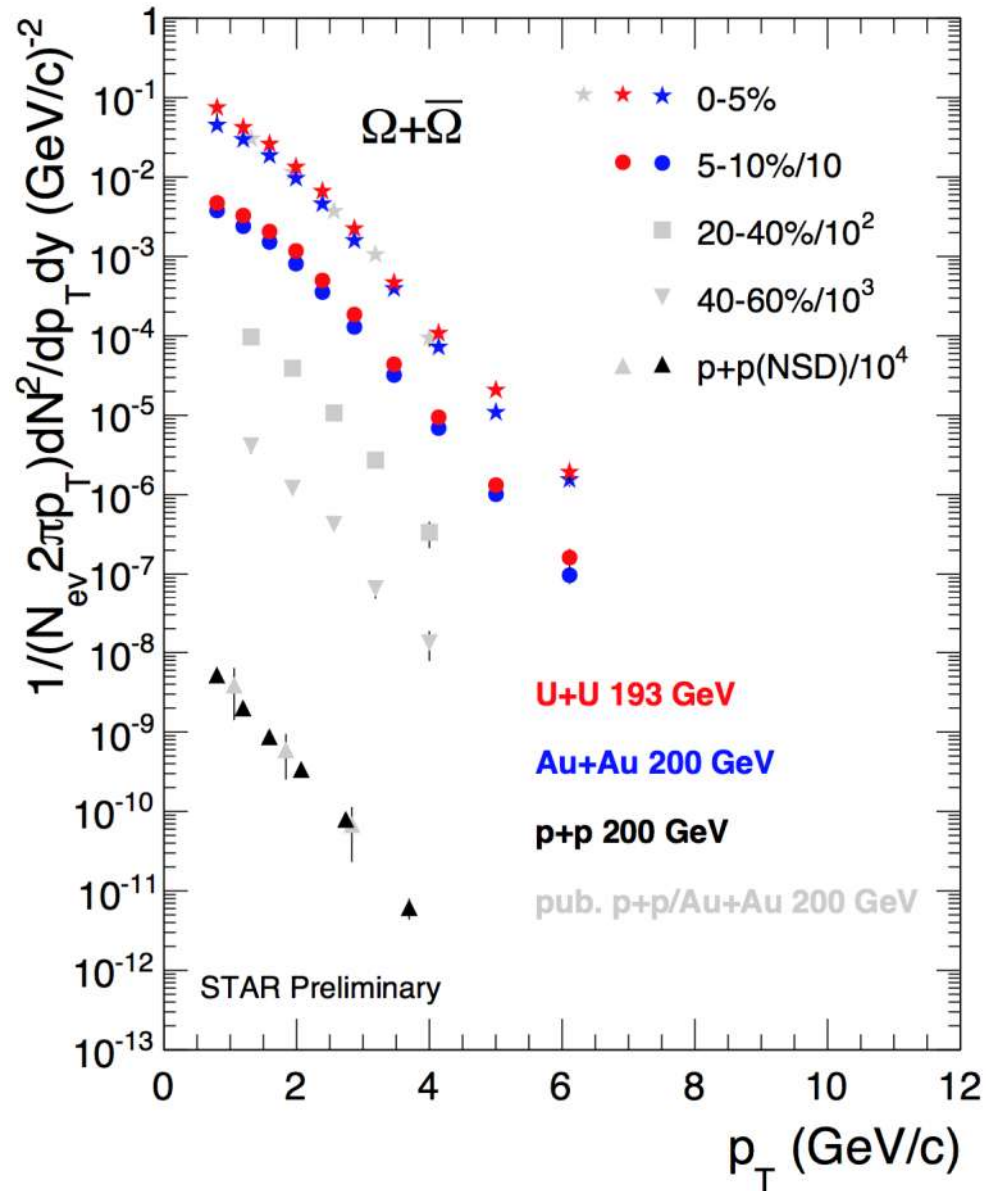 1/(N_ev 2πp_T)dN²/dp_T dy (GeV/c)⁻²
1
10⁻¹
10⁻²
10⁻³
10⁻⁴
10⁻⁵
10⁻⁶
10⁻⁷
10⁻⁸
10⁻⁹
10⁻¹⁰
10⁻¹¹
10⁻¹²
10⁻¹³
Ω+Ω̅
0-5%
5-10%/10
20-40%/10²
40-60%/10³
p+p(NSD)/10⁴
U+U 193 GeV
Au+Au 200 GeV
p+p 200 GeV
pub. p+p/Au+Au 200 GeV
STAR Preliminary
0 2 4 6 8 10 12
p_T (GeV/c)